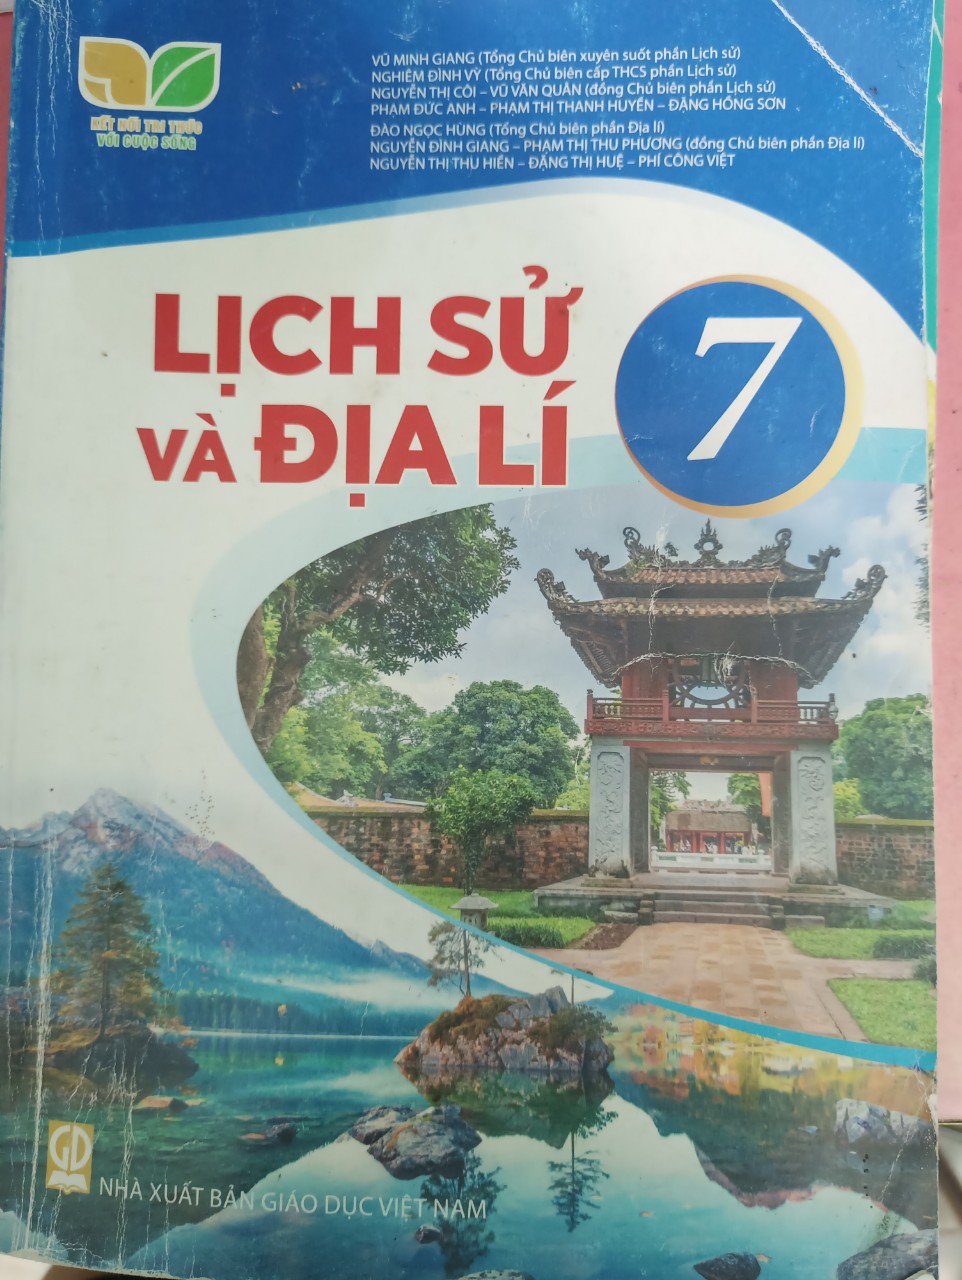 VŨ MINH GIANG (Tổng Chủ biên xuyên suốt phần Lịch sử)
NGHIÊM ĐÌNH VỲ (Tổng Chủ biên cấp THCS phần Lịch sử)
NGUYỄN THỊ CÔI – VŨ VĂN QUÂN (đồng Chủ biên phần Lịch sử)
PHẠM ĐỨC ANH – PHẠM THỊ THANH HUYỀN – ĐẶNG HỒNG SƠN
ĐÀO NGỌC HÙNG (Tổng Chủ biên phần Địa lí)
NGUYỄN ĐÌNH GIANG – PHẠM THỊ THU PHƯƠNG (đồng Chủ biên phần Địa lí)
NGUYỄN THỊ THU HIỀN – ĐẶNG THỊ HUỆ – PHÍ CÔNG VIỆT
KẾT NỐI TRI THỨC
VỚI CUỘC SỐNG
LỊCH SỬ
VÀ ĐỊA LÍ
7
GD
NHÀ XUẤT BẢN GIÁO DỤC VIỆT NAM